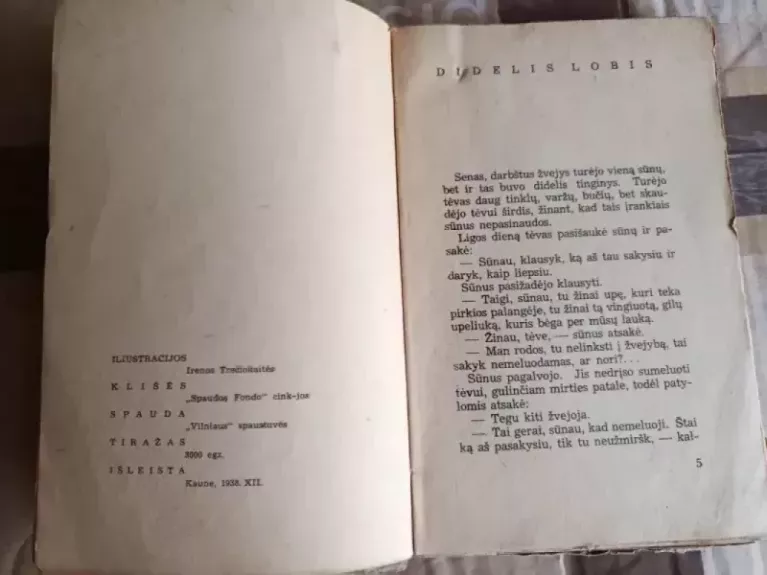 ILIUSTRACIJOS
Irenos Trečiokaitės
KLIŠĖS
„Spaudos Fondo" cink-jos
SPAUDA
„Vilniaus" spaustuvės
TIRAŽAS
3000 egz.
IŠLEISTA
Kaune, 1938. XII.
DIDELIS LOBIS
Senas, darbštus žvejys turėjo vieną sūnų,
bet ir tas buvo didelis tinginys. Turėjo
tėvas daug tinklų, varžų, bučių, bet skau-
dėjo tėvui širdis, žinant, kad tais įrankiais
sūnus nepasinaudos.
Ligos dieną tėvas pasišaukė sūnų ir pa-
sakė:
— Sūnau, klausyk, ką aš tau sakysiu ir
daryk, kaip liepsiu.
Sūnus pasižadėjo klausyti.
— Taigi, sūnau, tu žinai upę, kuri teka
pirkios palangėje, tu žinai tą vingiuotą, gilų
upeliuką, kuris bėga per mūsų lauką.
— Žinau, tėve, — sūnus atsakė.
— Man rodos, tu nelinksti į žvejybą, tai
sakyk nemeluodamas, ar nori?...
Sūnus pagalvojo. Jis nedrįso sumeluoti
tėvui, gulinčiam mirties patale, todėl paty-
lomis atsakė:
— Tegu kiti žvejoja.
— Tai gerai, sūnau, kad nemeluoji. Štai
ką aš pasakysiu, tik tu neužmiršk, — kal-
5